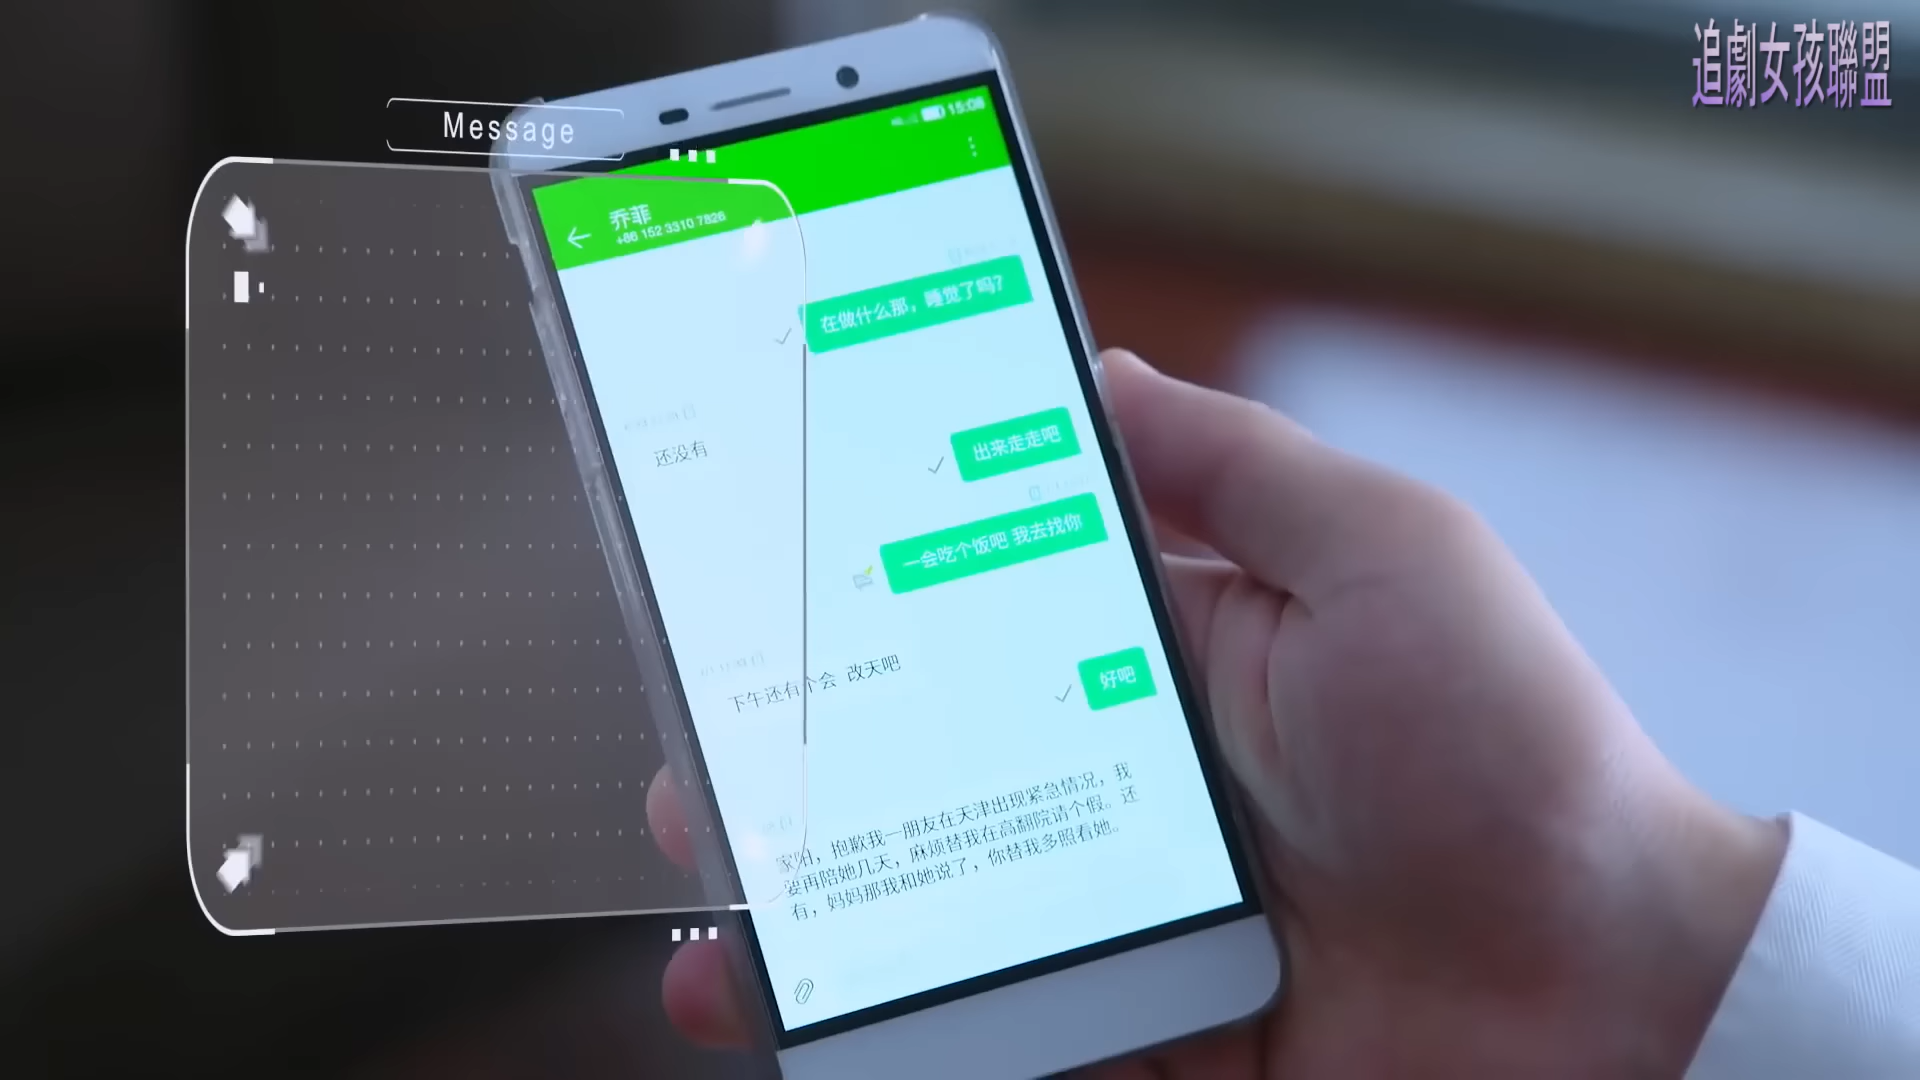 追劇女孩聯盟
Message
15:08
乔菲
+86 152 3310 7826
在做什么那，睡觉了吗？
还没有
出来走走吧
一会吃个饭吧 我去找你
下午还有个会 改天吧
好吧
家阳，抱歉我一朋友在天津出现紧急情况，我
要再陪她几天，麻烦替我在高翻院请个假。还
有，妈妈那我和她说了，你替我多照看她。